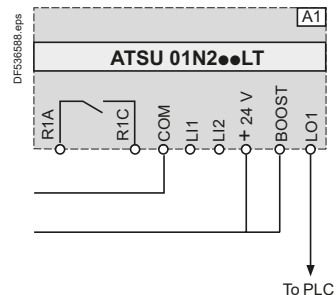 DF536588.eps
A1
ATSU 01N2●●LT
R1A
R1C
COM
LI1
LI2
+ 24 V
BOOST
LO1
To PLC